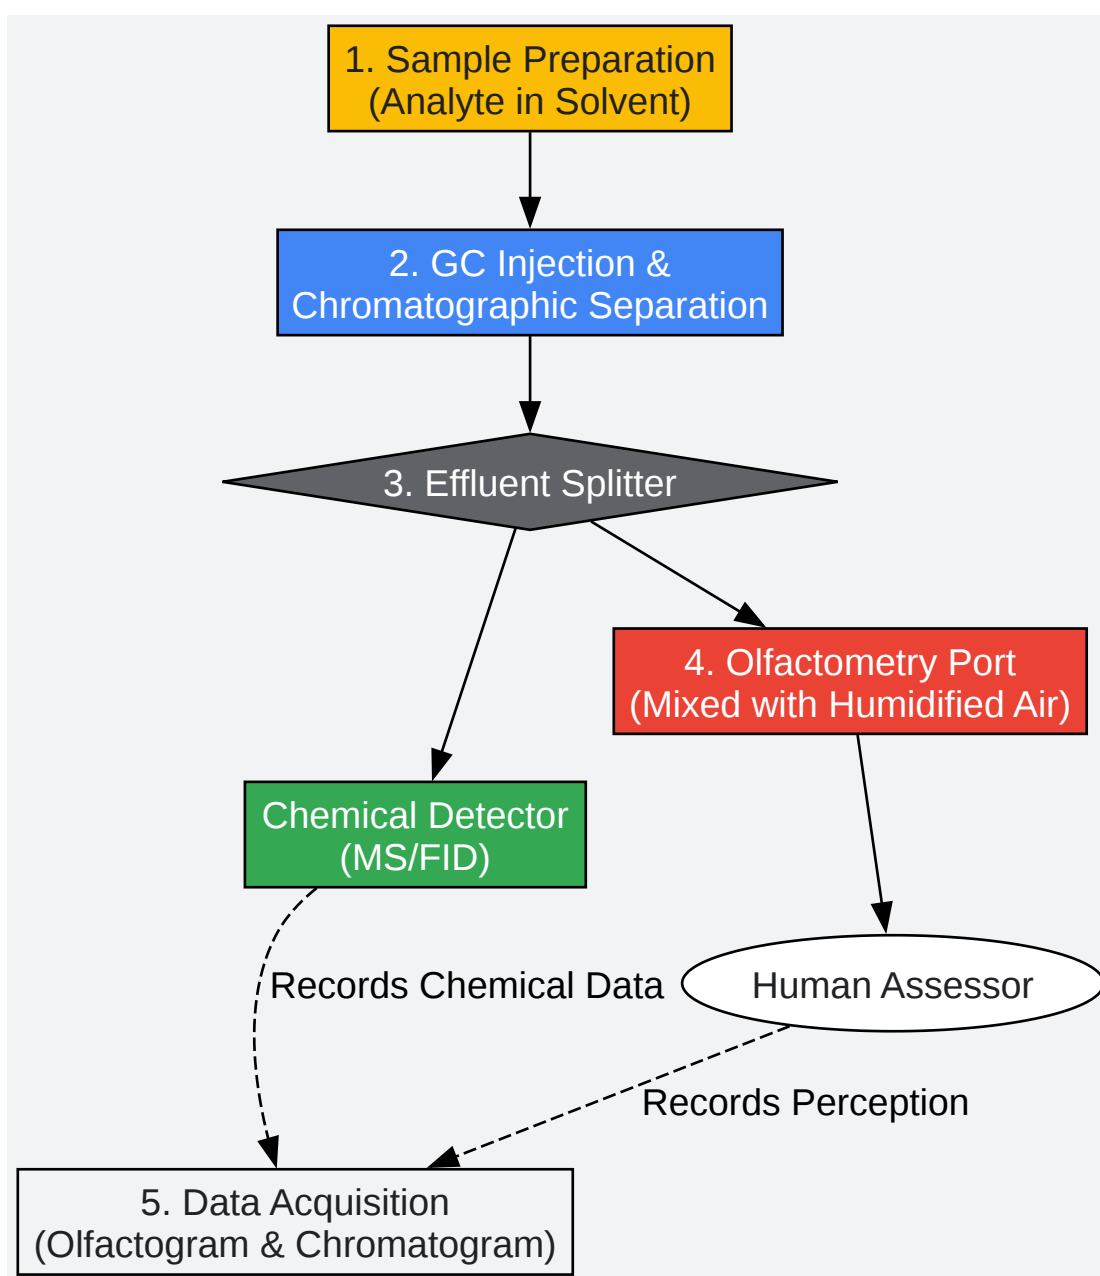 1. Sample Preparation
(Analyte in Solvent)
2. GC Injection &
Chromatographic Separation
3. Effluent Splitter
4. Olfactometry Port
(Mixed with Humidified Air)
Chemical Detector
(MS/FID)
Records Chemical Data
Human Assessor
Records Perception
5. Data Acquisition
(Olfactogram & Chromatogram)